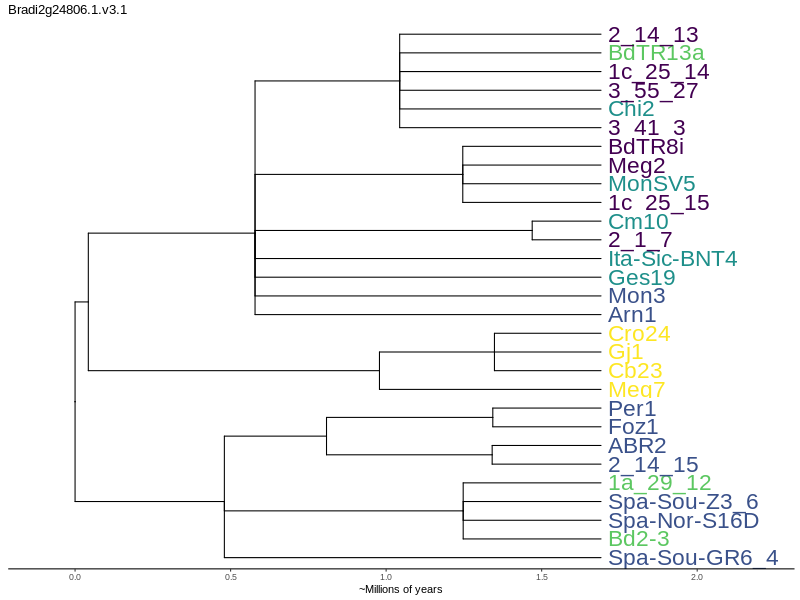 Bradi2g24806.1.v3.1
2_14_13
BdTR13a
1c_25_14
3_55_27
Chi2
3_41_3
BdTR8i
Meg2
MonSV5
1c_25_15
Cm10
2_1_7
Ita-Sic-BNT4
Ges19
Mon3
Arn1
Cro24
Gj1
Cb23
Meg7
Per1
Foz1
ABR2
2_14_15
1a_29_12
Spa-Sou-Z3_6
Spa-Nor-S16D
Bd2-3
Spa-Sou-GR6_4
0.0 0.5 1.0 1.5 2.0
~Millions of years